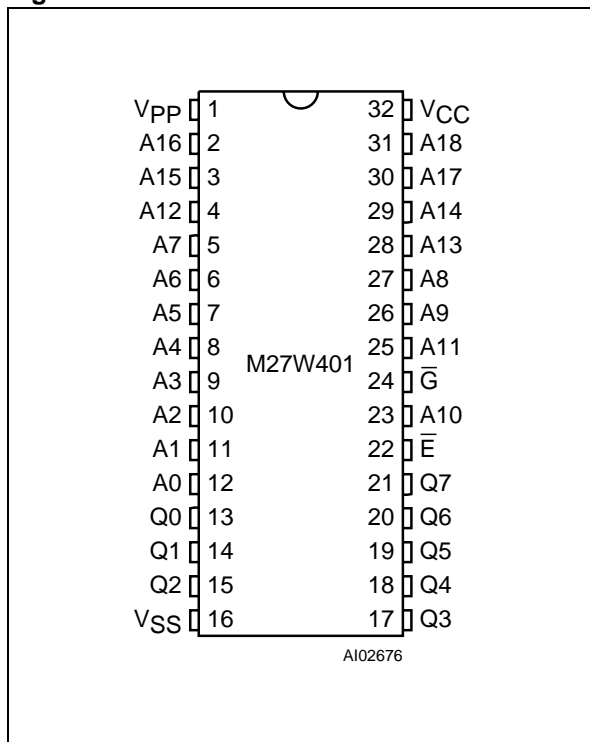 VPP 1 32 VCC
A16 2 31 A18
A15 3 30 A17
A12 4 29 A14
A7 5 28 A13
A6 6 27 A8
A5 7 26 A9
A4 8 25 A11
M27W401
A3 9 24 G̅
A2 10 23 A10
A1 11 22 E̅
A0 12 21 Q7
Q0 13 20 Q6
Q1 14 19 Q5
Q2 15 18 Q4
VSS 16 17 Q3
AI02676